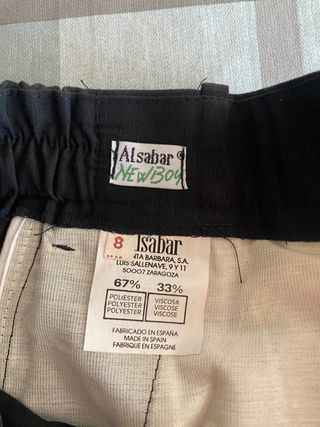 Alsabar®
NEWBOY
8
lsabar
NTA BARBARA, S.A.
LUIS SALLENAVE, 9 Y 11
50007 ZARAGOZA
67% 33%
POLIESTER VISCOSA
POLYESTER VISCOSE
POLYESTER VISCOSE
FABRICADO EN ESPAÑA
MADE IN SPAIN
FABRIQUE EN ESPAGNE